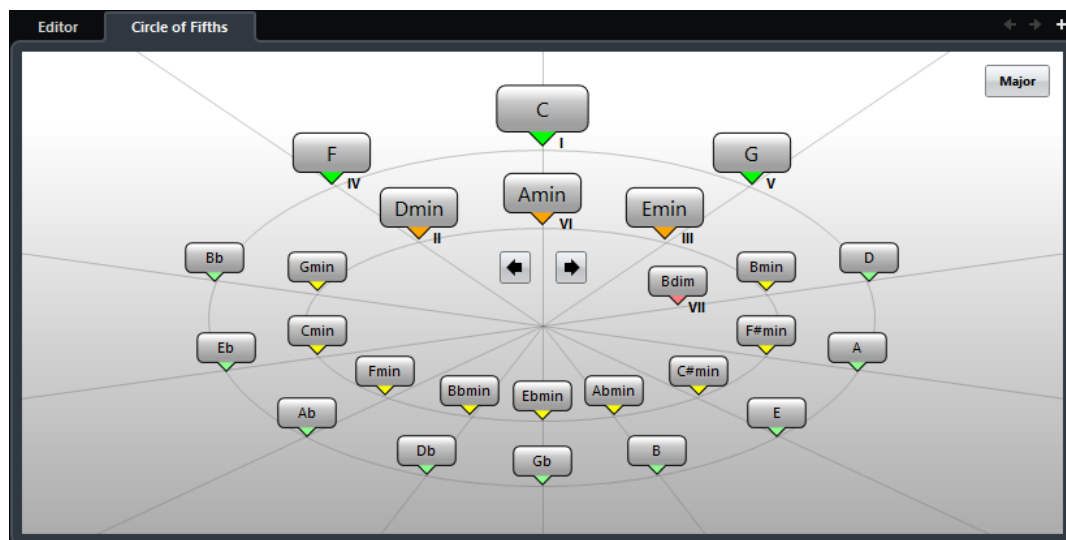 Editor
Circle of Fifths
Major
C
I
F
IV
G
V
Dmin
II
Amin
VI
Emin
III
Bb
Gmin
Bdim
VII
Bmin
D
Eb
Cmin
F#min
A
Fmin
C#min
Bbmin
Ebmin
Abmin
Ab
E
Db
Gb
B